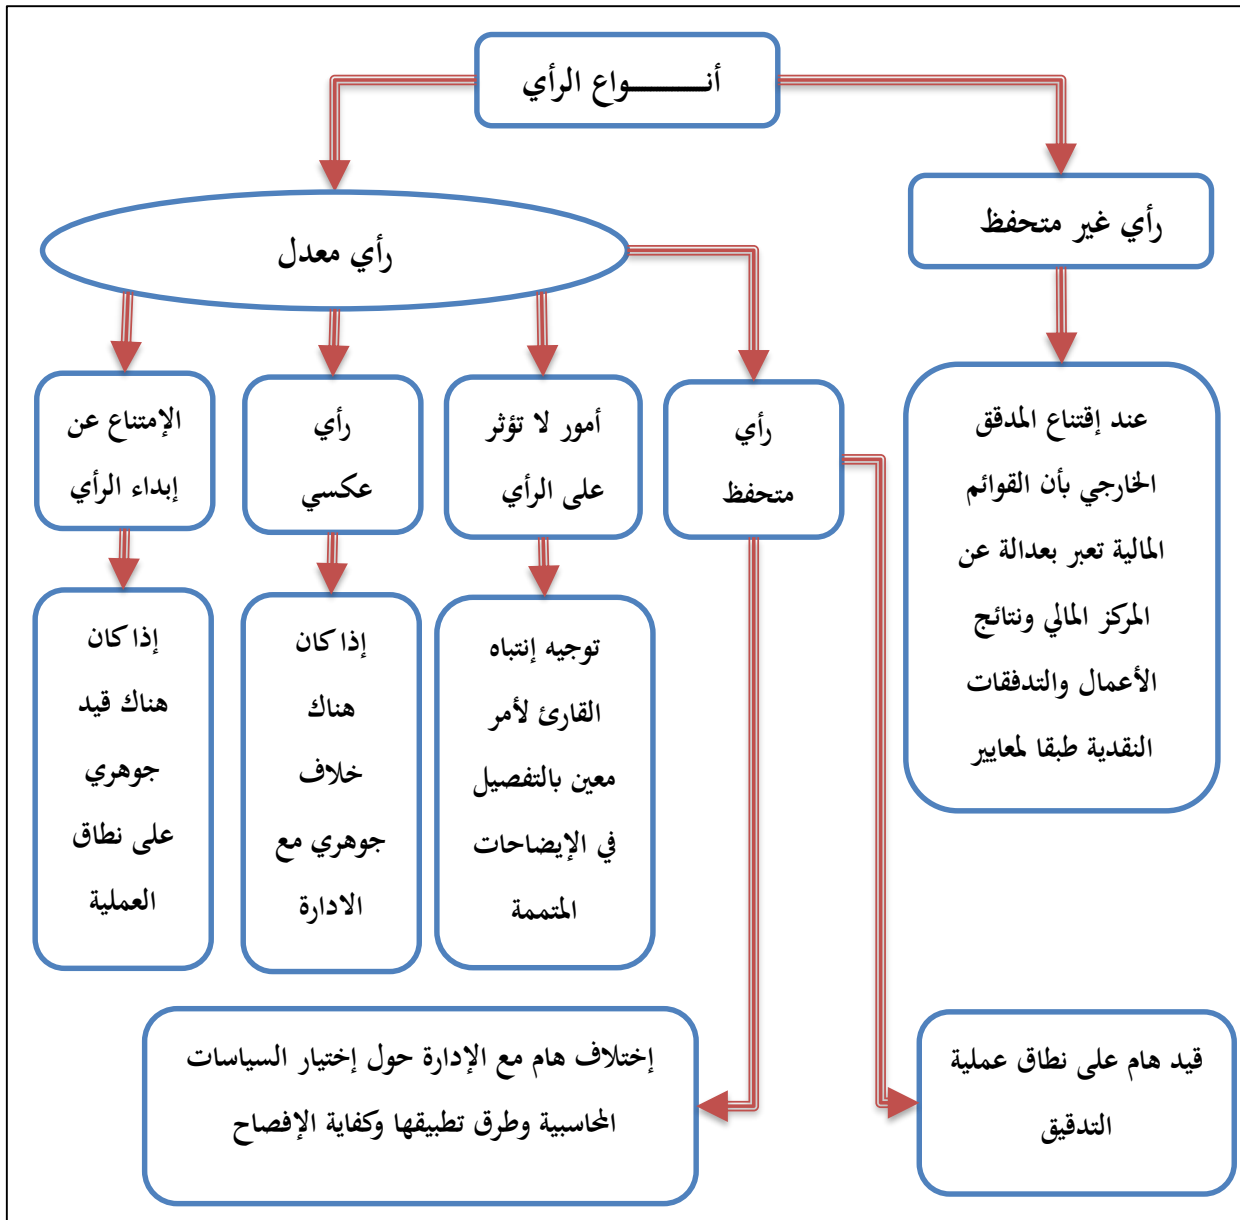 أنـــــــــواع الرأي
رأي غير متحفظ
رأي معدل
عند إقتناع المدقق
الخارجي بأن القوائم
المالية تعبر بعدالة عن
المركز المالي ونتائج
الأعمال والتدفقات
النقدية طبقا لمعايير
رأي
متحفظ
أمور لا تؤثر
على الرأي
رأي
عكسي
الإمتناع عن
إبداء الرأي
توجيه إنتباه
القارئ لأمر
معين بالتفصيل
في الإيضاحات
المتممة
إذا كان
هناك
خلاف
جوهري مع
الادارة
إذا كان
هناك قيد
جوهري
على نطاق
العملية
قيد هام على نطاق عملية
التدقيق
إختلاف هام مع الإدارة حول إختيار السياسات
المحاسبية وطرق تطبيقها وكفاية الإفصاح